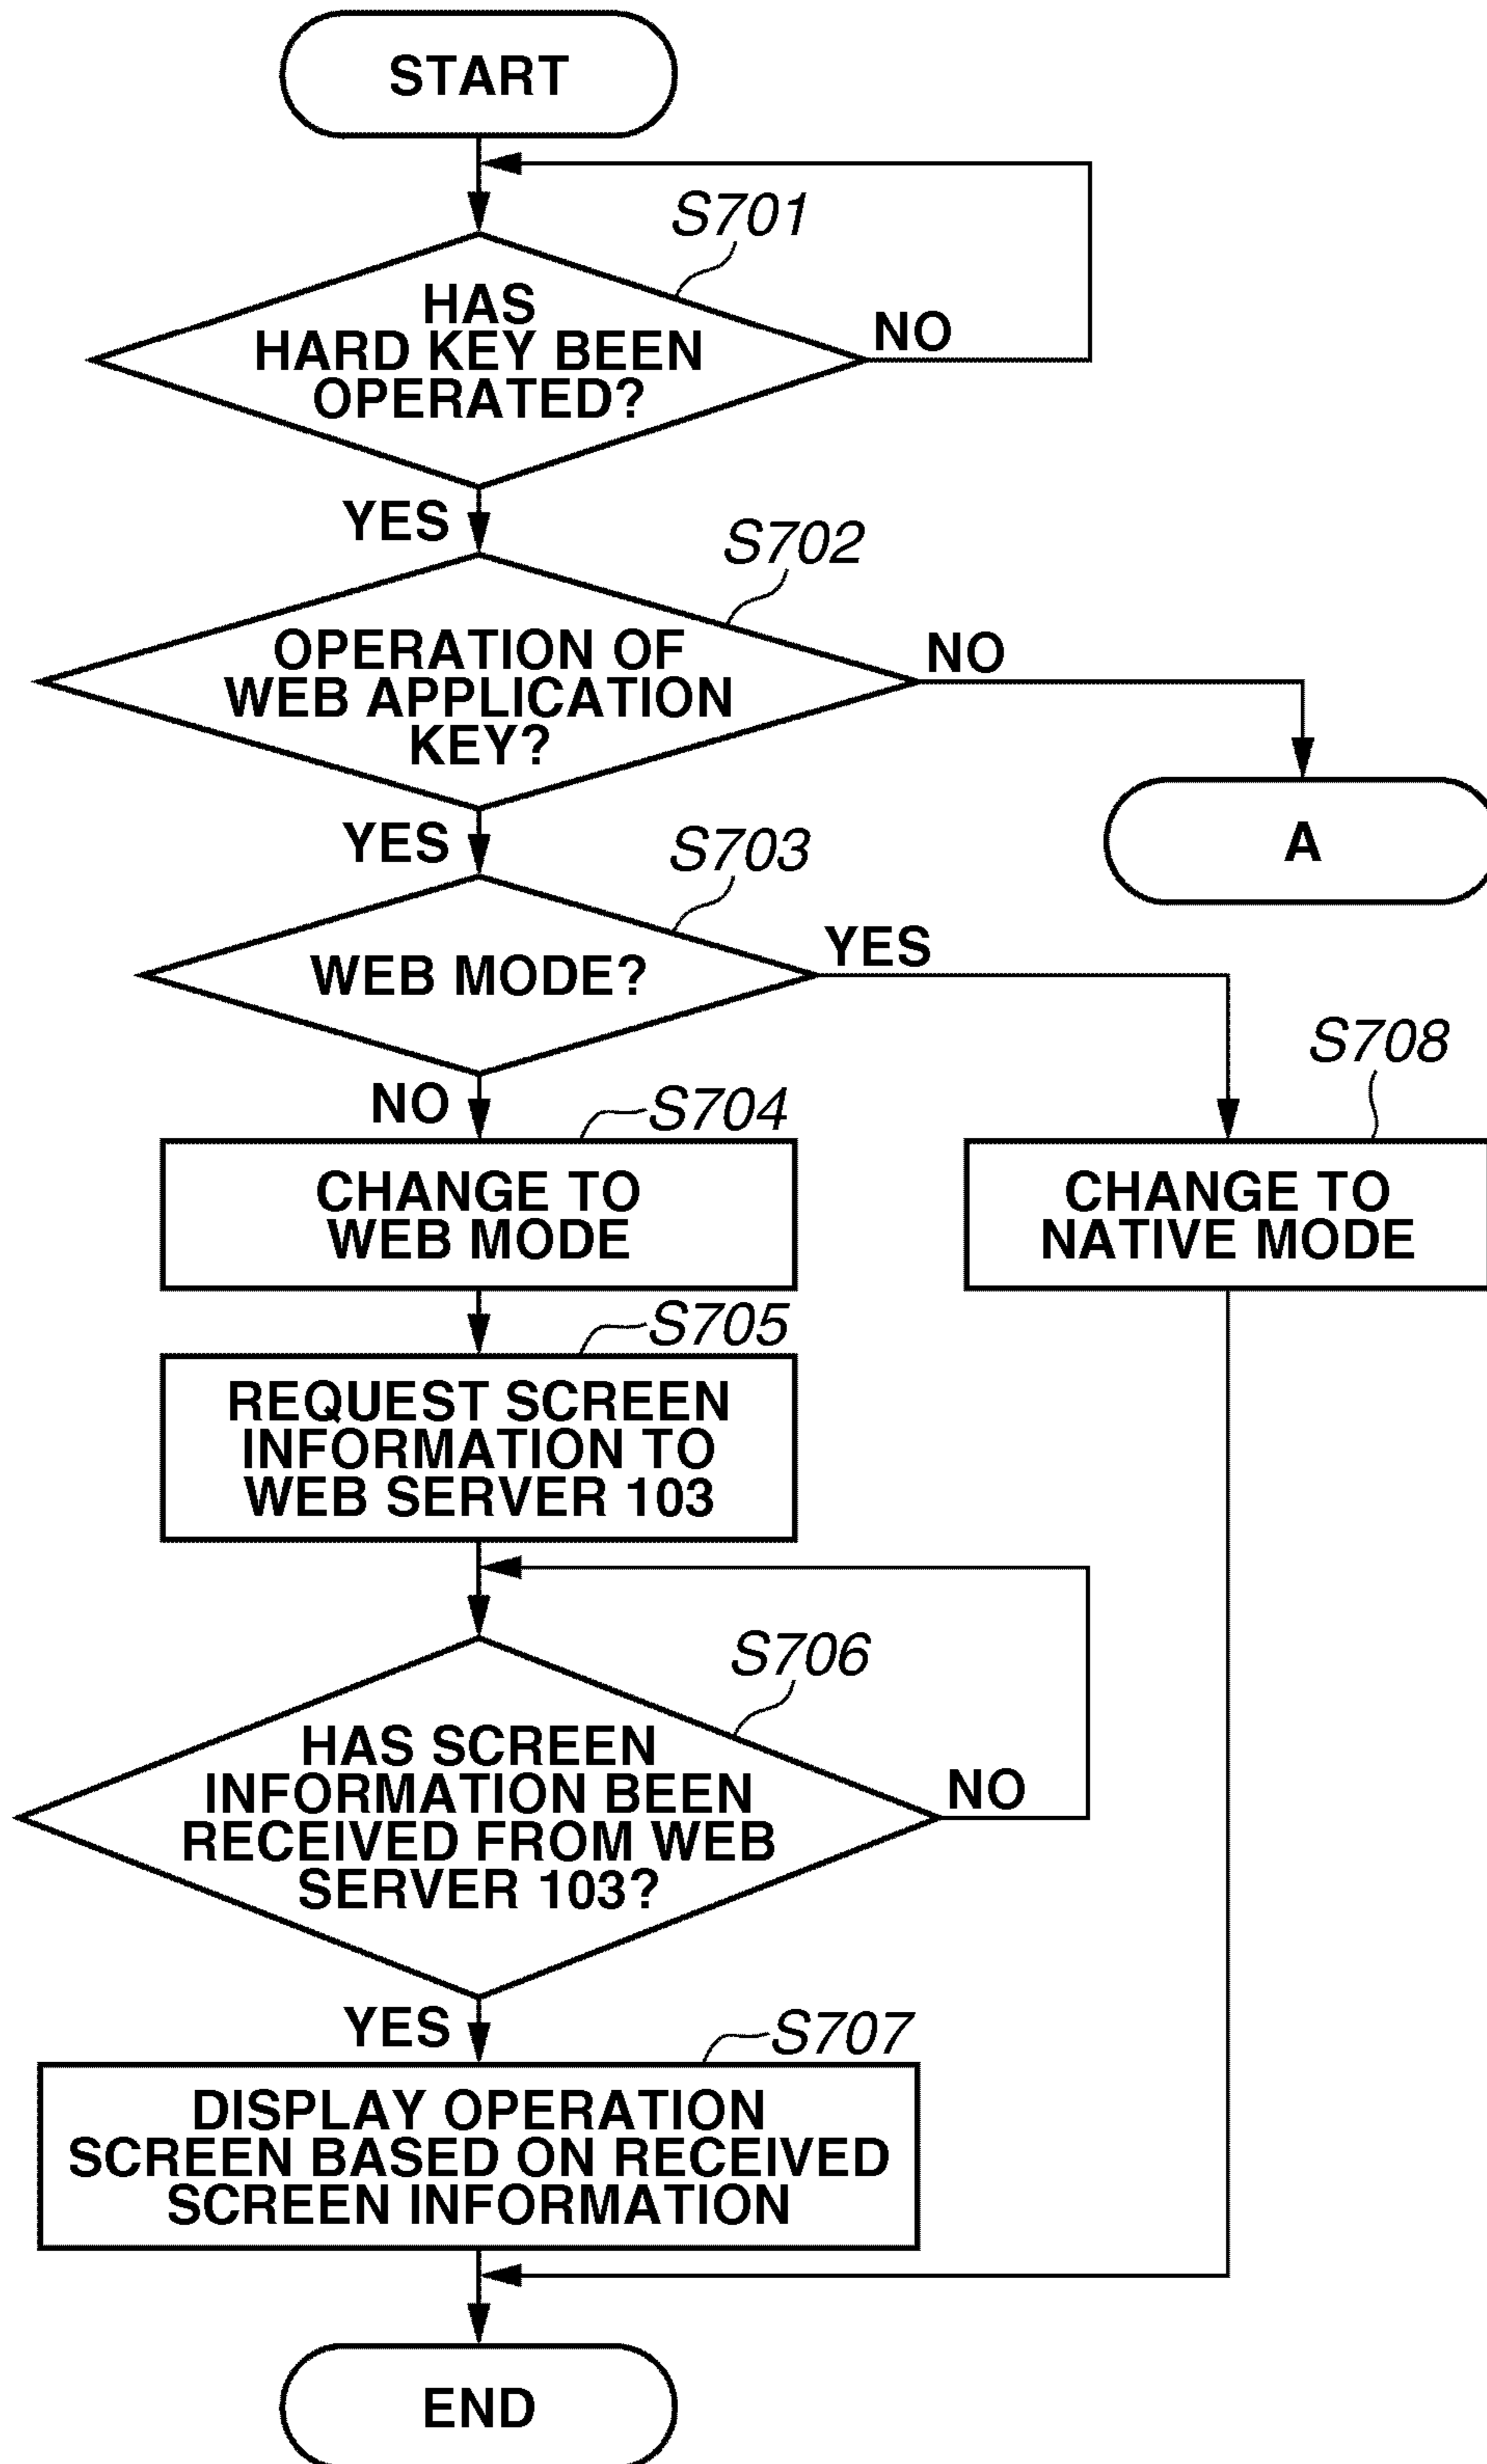 START
S701
HAS
HARD KEY BEEN
OPERATED?
NO
YES
S702
OPERATION OF
WEB APPLICATION
KEY?
NO
A
YES
S703
WEB MODE?
YES
S708
NO
S704
CHANGE TO
WEB MODE
CHANGE TO
NATIVE MODE
S705
REQUEST SCREEN
INFORMATION TO
WEB SERVER 103
S706
HAS SCREEN
INFORMATION BEEN
RECEIVED FROM WEB
SERVER 103?
NO
YES
S707
DISPLAY OPERATION
SCREEN BASED ON RECEIVED
SCREEN INFORMATION
END